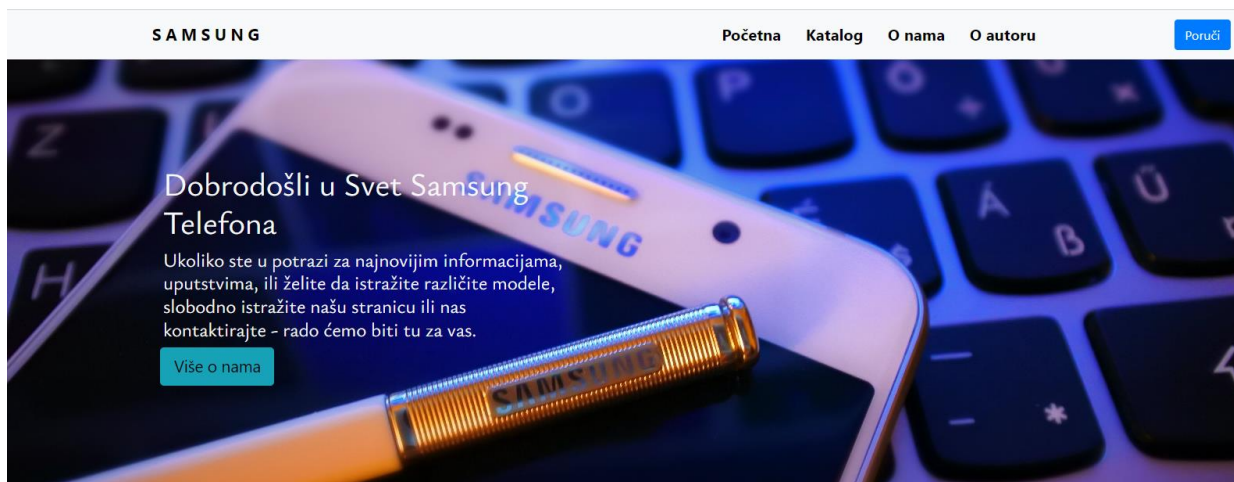 SAMSUNG
Početna Katalog O nama O autoru
Poruči
Dobrodošli u Svet Samsung
Telefona
Ukoliko ste u potrazi za najnovijim informacijama,
uputstvima, ili želite da istražite različite modele,
slobodno istražite našu stranicu ili nas
kontaktirajte - rado ćemo biti tu za vas.
Više o nama
SAMSUNG
SAMSUNG
Z
O
P
H
Á
ß
Ú
*